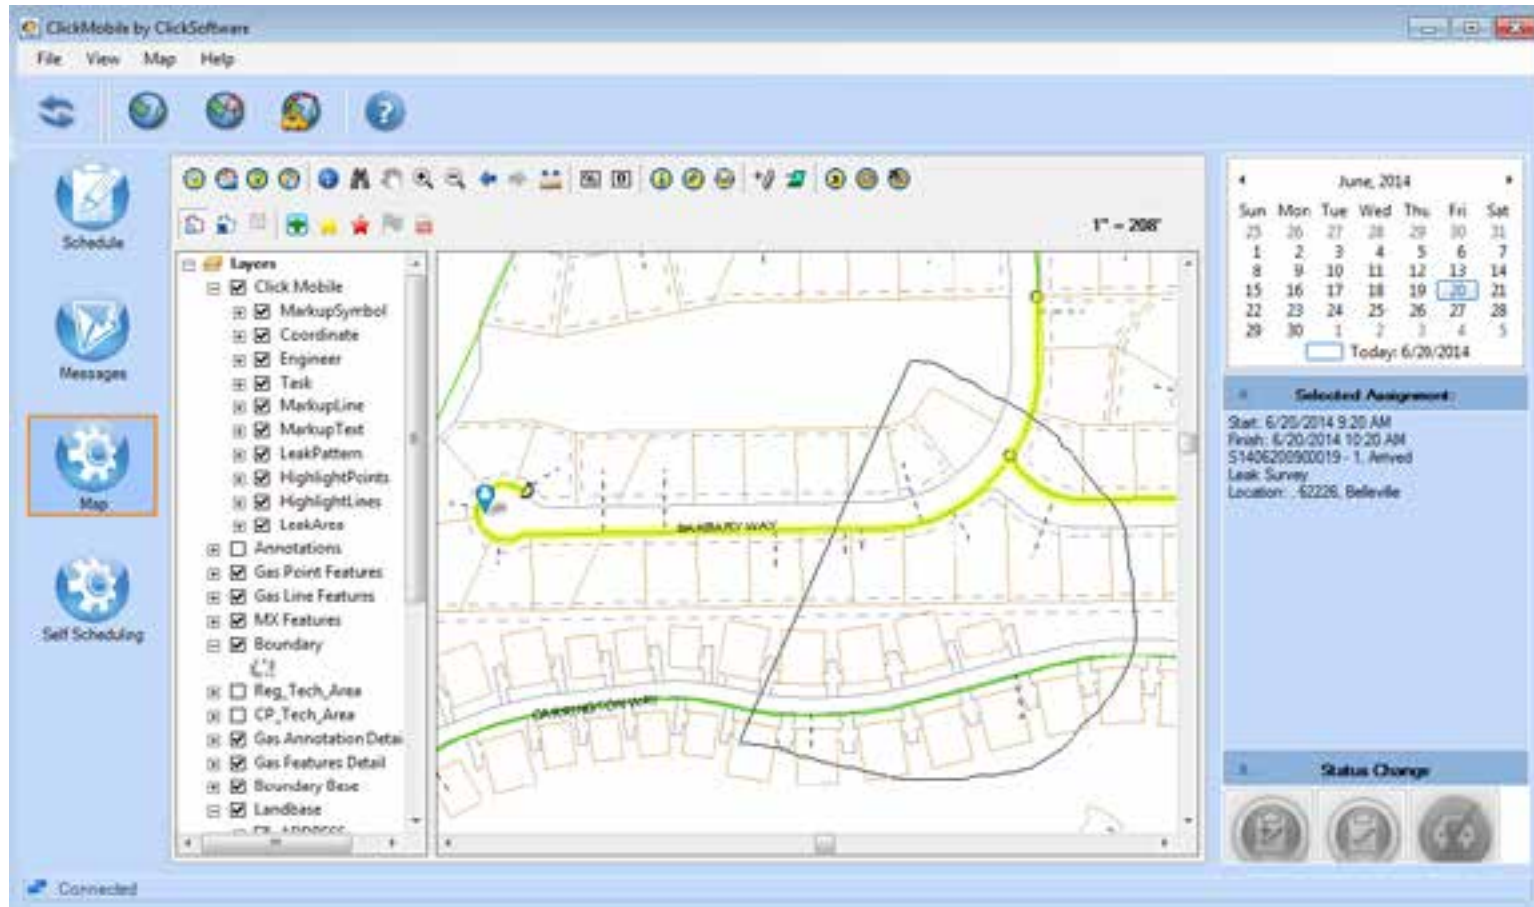 ClickMobile by ClickSoftware
File View Map Help
Schedule
Messages
Map
Self Scheduling
1" = 208'
Layers
Click Mobile
MarkupSymbol
Coordinate
Engineer
Task
MarkupLine
MarkupText
LeakPattern
HighlightPoints
HighlightLines
LeakArea
Annotations
Gas Point Features
Gas Line Features
MX Features
Boundary
Reg_Tech_Area
CP_Tech_Area
Gas Annotation Detai
Gas Features Detail
Boundary Base
Landbase
BARBARY WAY
CARRINGTON WAY
June, 2014
Sun Mon Tue Wed Thu Fri Sat
25 26 27 28 29 30 31
1 2 3 4 5 6 7
8 9 10 11 12 13 14
15 16 17 18 19 20 21
22 23 24 25 26 27 28
29 30 1 2 3 4 5
Today: 6/20/2014
Selected Assignment:
Start: 6/20/2014 9:20 AM
Finish: 6/20/2014 10:20 AM
S1406200900019 - 1, Arrived
Leak Survey
Location: . 62226, Belleville
Status Change
Connected